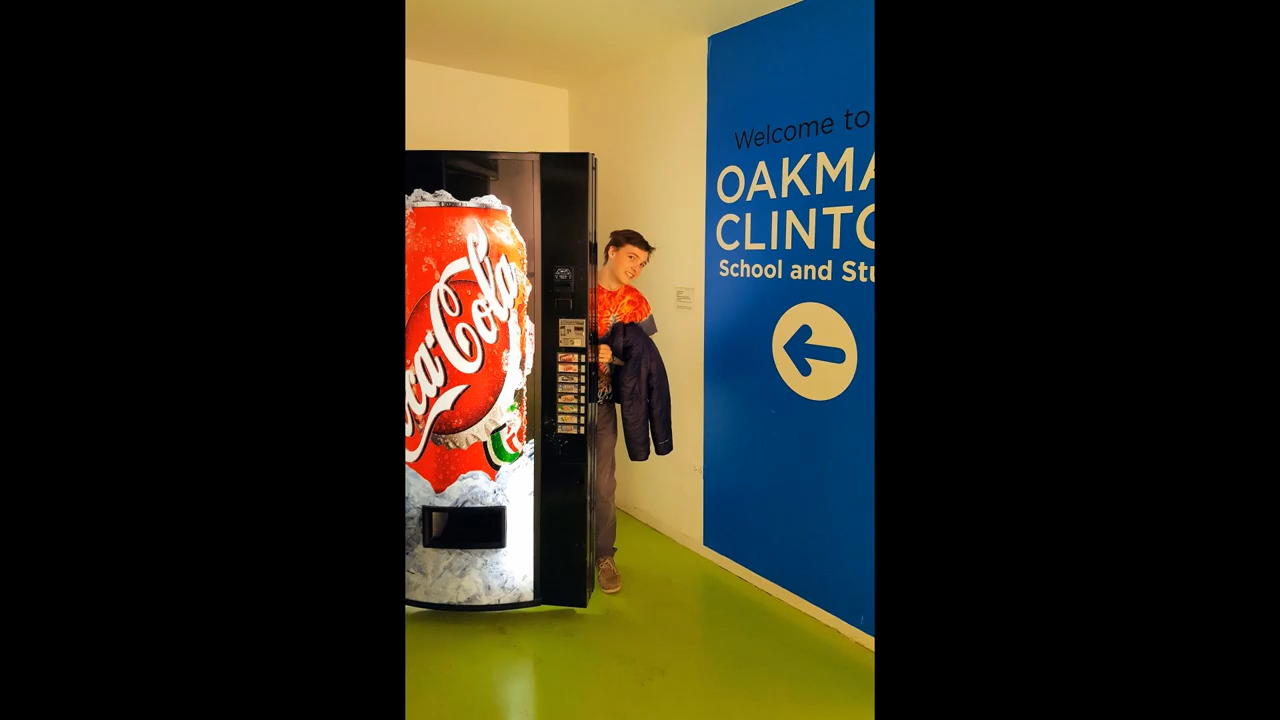 Coca-Cola
Welcome to
OAKMA
CLINTO
School and Stu